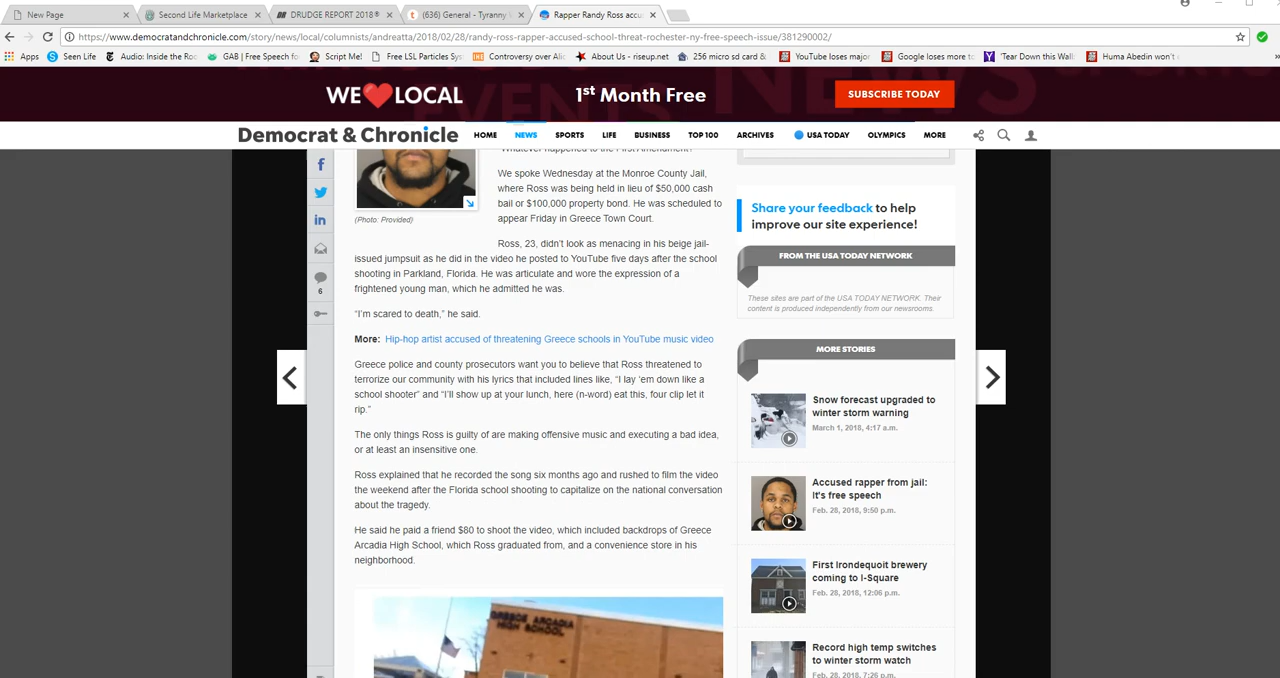 New Page
Second Life Marketplace
DRUDGE REPORT 2018®
(636) General - Tyranny
Rapper Randy Ross accu
https://www.democratandchronicle.com/story/news/local/columnists/andreatta/2018/02/28/randy-ross-rapper-accused-school-threat-rochester-ny-free-speech-issue/381290002/
Apps
Seen Life
Audio: Inside the Roo
GAB | Free Speech fo
Script Me!
Free LSL Particles Sys
Controversy over Alic
About Us - riseup.net
256 micro sd card &
YouTube loses major
Google loses more to
'Tear Down this Wall
Huma Abedin won't e
WE LOCAL
1st Month Free
SUBSCRIBE TODAY
Democrat & Chronicle
HOME
NEWS
SPORTS
LIFE
BUSINESS
TOP 100
ARCHIVES
USA TODAY
OLYMPICS
MORE
"Whatever happened to the First Amendment?"
We spoke Wednesday at the Monroe County Jail,
where Ross was being held in lieu of $50,000 cash
bail or $100,000 property bond. He was scheduled to
appear Friday in Greece Town Court.
(Photo: Provided)
Ross, 23, didn’t look as menacing in his beige jail-
issued jumpsuit as he did in the video he posted to YouTube five days after the school
shooting in Parkland, Florida. He was articulate and wore the expression of a
frightened young man, which he admitted he was.
“I’m scared to death,” he said.
More: Hip-hop artist accused of threatening Greece schools in YouTube music video
Greece police and county prosecutors want you to believe that Ross threatened to
terrorize our community with his lyrics that included lines like, “I lay ’em down like a
school shooter” and “I’ll show up at your lunch, here (n-word) eat this, four clip let it
rip.”
The only things Ross is guilty of are making offensive music and executing a bad idea,
or at least an insensitive one.
Ross explained that he recorded the song six months ago and rushed to film the video
the weekend after the Florida school shooting to capitalize on the national conversation
about the tragedy.
He said he paid a friend $80 to shoot the video, which included backdrops of Greece
Arcadia High School, which Ross graduated from, and a convenience store in his
neighborhood.
GREECE ARCADIA
HIGH SCHOOL
6
Share your feedback to help
improve our site experience!
FROM THE USA TODAY NETWORK
These sites are part of the USA TODAY NETWORK. Their
content is produced independently from our newsrooms.
MORE STORIES
Snow forecast upgraded to
winter storm warning
March 1, 2018, 4:17 a.m.
Accused rapper from jail:
It's free speech
Feb. 28, 2018, 9:50 p.m.
First Irondequoit brewery
coming to I-Square
Feb. 28, 2018, 12:06 p.m.
Record high temp switches
to winter storm watch
Feb. 28, 2018, 7:26 p.m.